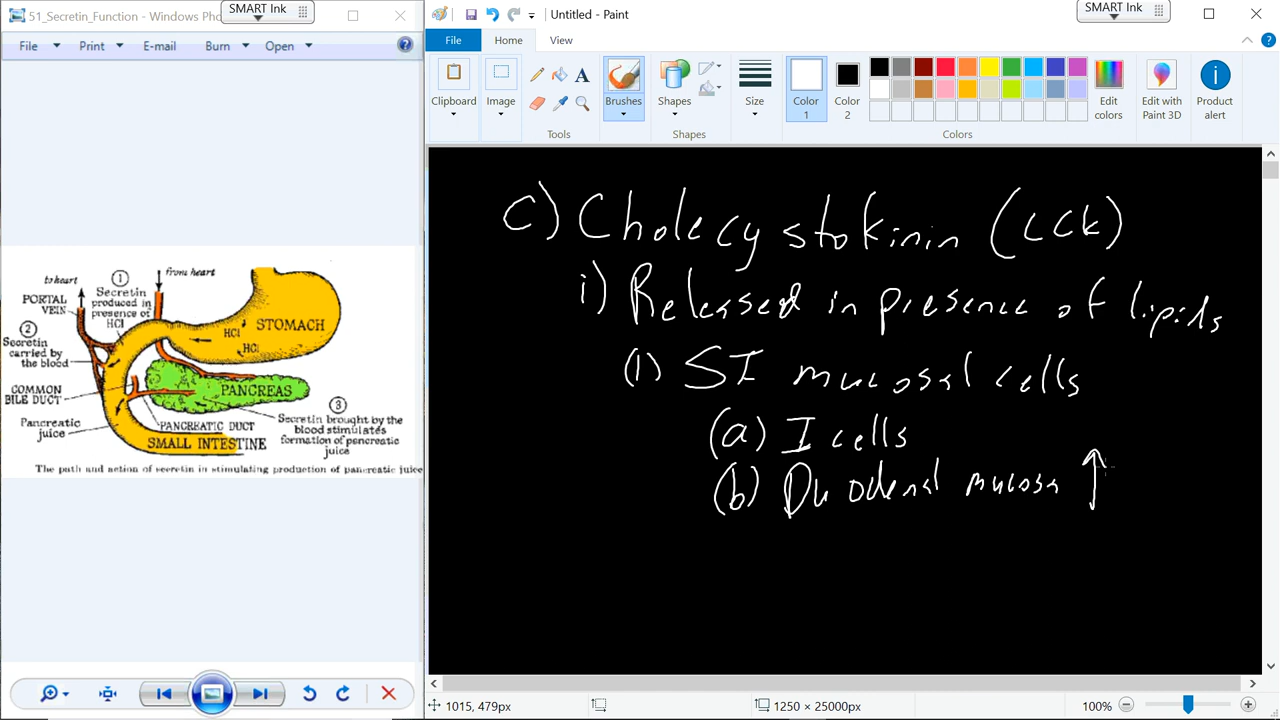 51_Secretin_Function - Windows Pho
SMART Ink
File Print E-mail Burn Open
to heart
from heart
PORTAL
VEIN
①
Secretin
produced in
presence of
HCl
②
Secretin
carried by
the blood
COMMON
BILE DUCT
Pancreatic
juice
STOMACH
HCl
HCl
PANCREAS
PANCREATIC DUCT
SMALL INTESTINE
③
Secretin brought by the
blood stimulates
formation of pancreatic
juice
The path and action of secretin in stimulating production of pancreatic juice
Untitled - Paint
SMART Ink
File Home View
Clipboard
Image
Tools
Brushes
Shapes
Shapes
Size
Color
1
Color
2
Edit
colors
Colors
Edit with
Paint 3D
Product
alert
c) Cholecystokinin (CCK)
i) Released in presence of lipids
(1) SI mucosal cells
(a) I cells
(b) Duodenal mucosa ↑
1015, 479px
1250 × 25000px
100%